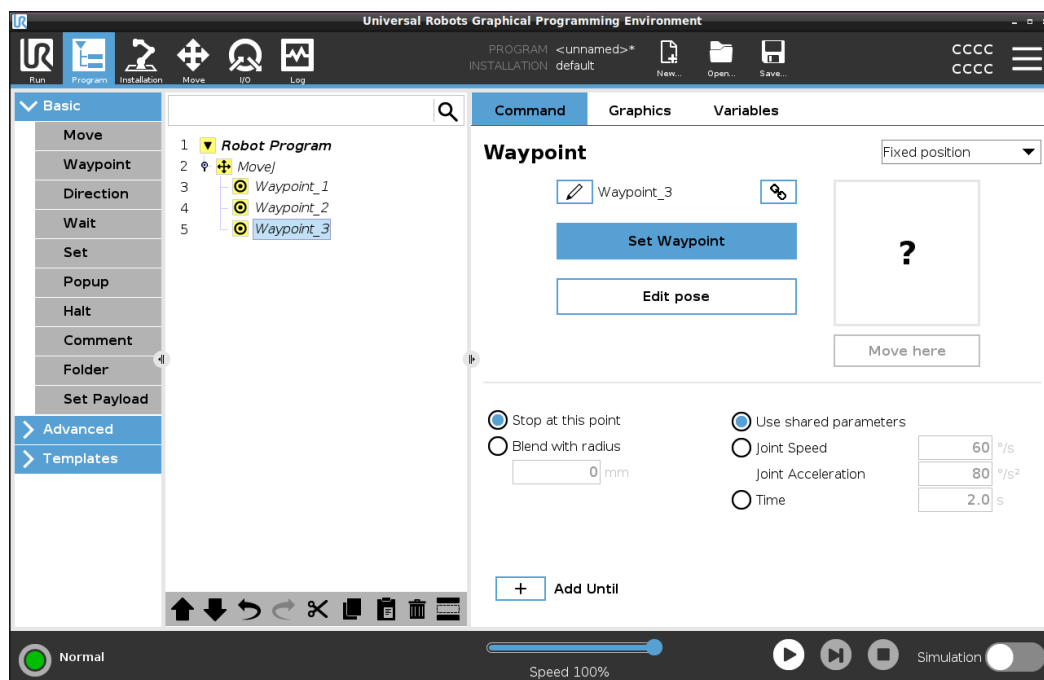 UR
Universal Robots Graphical Programming Environment
UR
Run
Program
Installation
Move
I/O
Log
PROGRAM <unnamed>*
INSTALLATION default
New...
Open...
Save...
CCCC
CCCC
Basic
Move
Waypoint
Direction
Wait
Set
Popup
Halt
Comment
Folder
Set Payload
Advanced
Templates
1 Robot Program
2 MoveJ
3 Waypoint_1
4 Waypoint_2
5 Waypoint_3
Command Graphics Variables
Waypoint
Fixed position
Waypoint_3
Set Waypoint
Edit pose
?
Move here
Stop at this point
Blend with radius
0 mm
Use shared parameters
Joint Speed 60 °/s
Joint Acceleration 80 °/s²
Time 2.0 s
+ Add Until
Normal
Speed 100%
Simulation